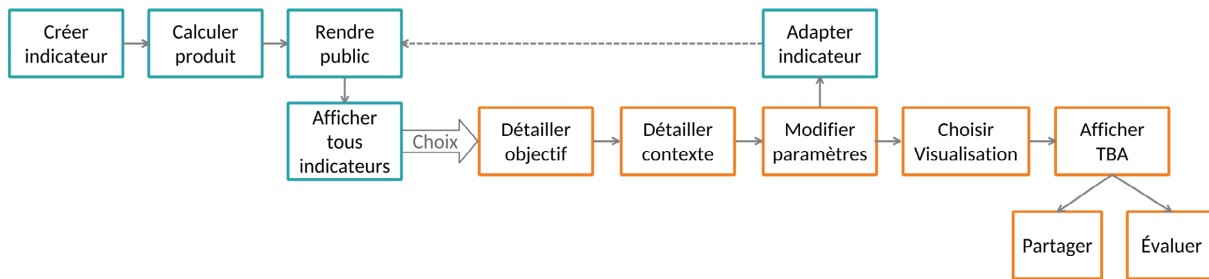 Créer
indicateur
Calculer
produit
Rendre
public
Adapter
indicateur
Afficher
tous
indicateurs
Choix
Détailler
objectif
Détailler
contexte
Modifier
paramètres
Choisir
Visualisation
Afficher
TBA
Partager
Évaluer